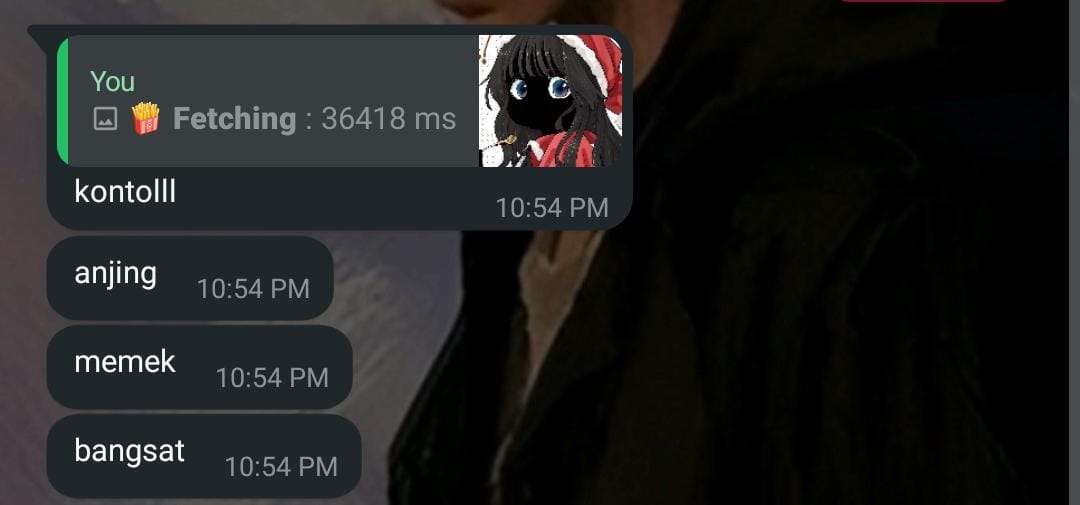 You
🍟 Fetching : 36418 ms
kontolll
10:54 PM
anjing 10:54 PM
memek 10:54 PM
bangsat 10:54 PM